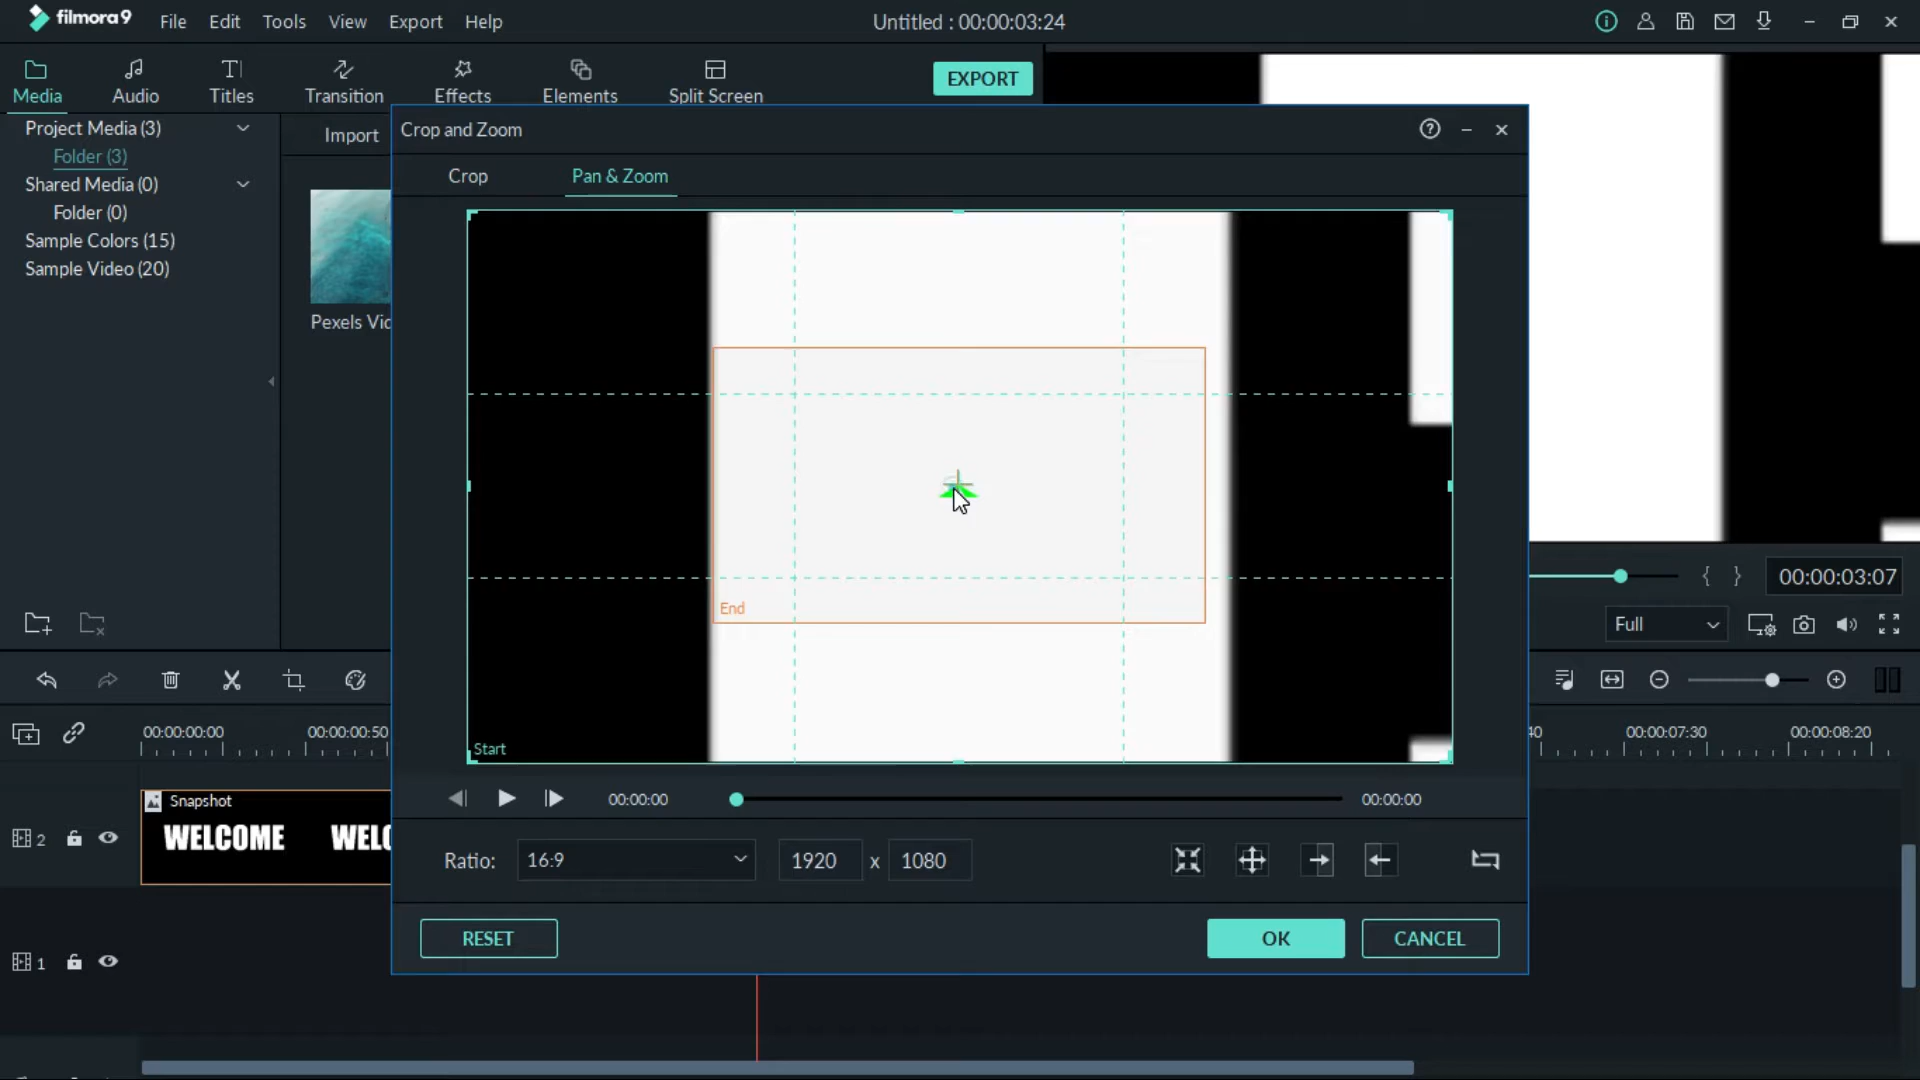 filmora9 File Edit Tools View Export Help Untitled : 00:00:03:24
Media Audio Titles Transition Effects Elements Split Screen EXPORT
Project Media (3)
Folder (3)
Shared Media (0)
Folder (0)
Sample Colors (15)
Sample Video (20)
Import
Pexels Vic
Crop and Zoom
Crop Pan & Zoom
End
Start
00:00:00 00:00:00
Ratio: 16:9 1920 x 1080
RESET OK CANCEL
00:00:03:07
Full
00:00:00:00 00:00:00:50 40 00:00:07:30 00:00:08:20
Snapshot
WELCOME WELC
2
1